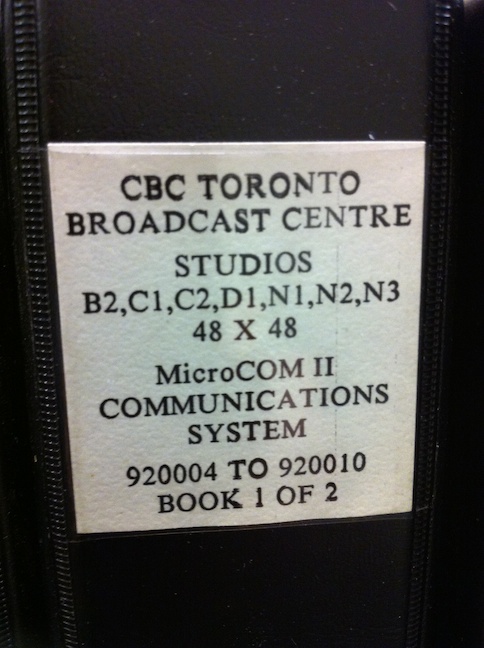 CBC TORONTO
BROADCAST CENTRE
STUDIOS
B2,C1,C2,D1,N1,N2,N3
48 X 48
MicroCOM II
COMMUNICATIONS
SYSTEM
920004 TO 920010
BOOK 1 OF 2